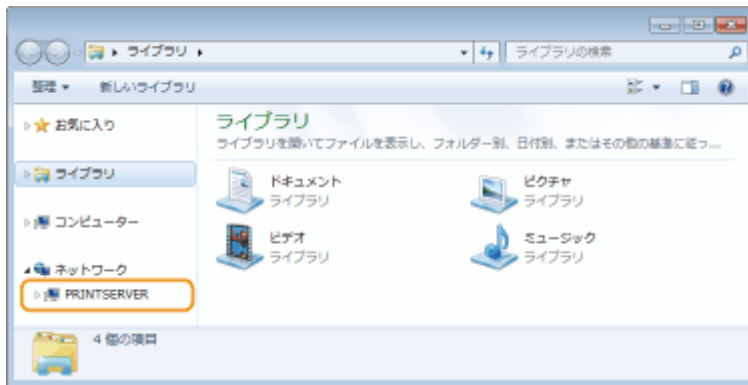 ライブラリ
ライブラリの検索
整理
新しいライブラリ
お気に入り
ライブラリ
コンピューター
ネットワーク
PRINTSERVER
ライブラリ
ライブラリを開いてファイルを表示し、フォルダー別、日付別、またはその他の基準に従っ...
ドキュメント
ライブラリ
ピクチャ
ライブラリ
ビデオ
ライブラリ
ミュージック
ライブラリ
4 個の項目